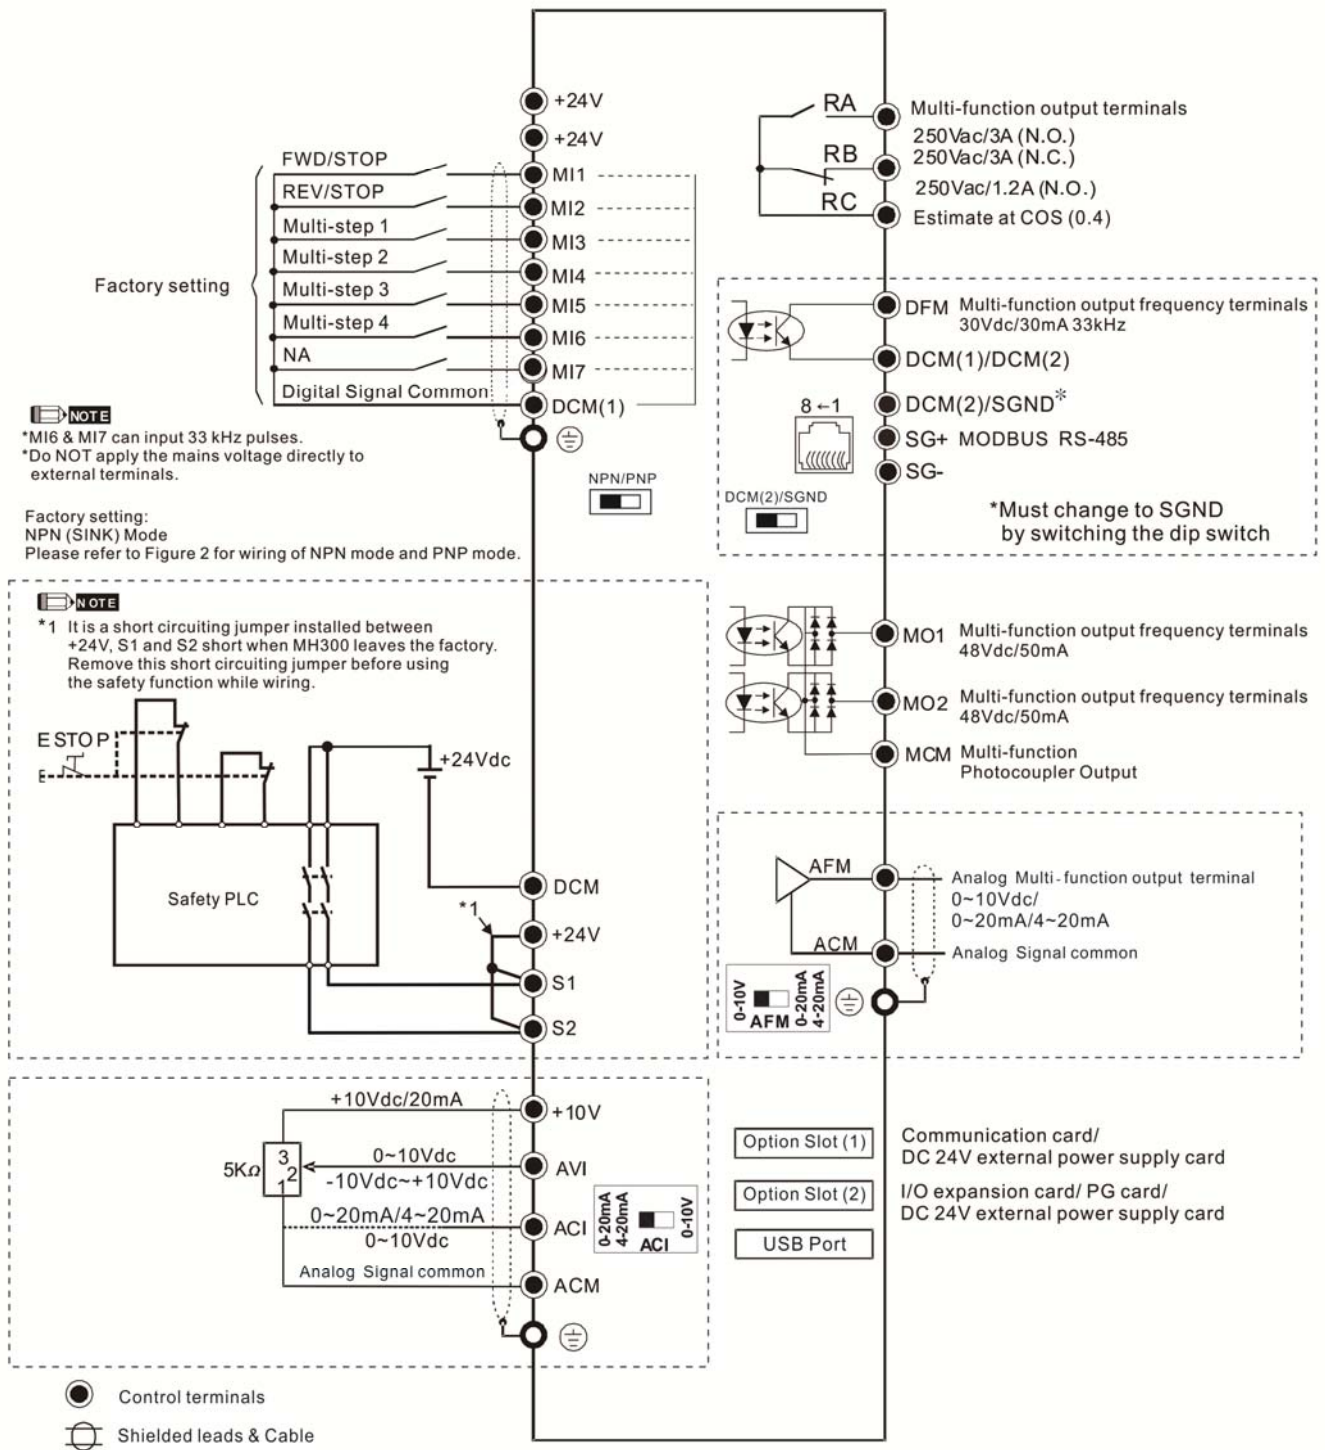 +24V
+24V
FWD/STOP
MI1
REV/STOP
MI2
Multi-step 1
MI3
Multi-step 2
MI4
Factory setting
Multi-step 3
MI5
Multi-step 4
MI6
NA
MI7
Digital Signal Common
DCM(1)
NOTE
*MI6 & MI7 can input 33 kHz pulses.
*Do NOT apply the mains voltage directly to
external terminals.
NPN/PNP
Factory setting:
NPN (SINK) Mode
Please refer to Figure 2 for wiring of NPN mode and PNP mode.
RA
Multi-function output terminals
250Vac/3A (N.O.)
RB
250Vac/3A (N.C.)
250Vac/1.2A (N.O.)
RC
Estimate at COS (0.4)
DFM Multi-function output frequency terminals
30Vdc/30mA 33kHz
DCM(1)/DCM(2)
8←1
DCM(2)/SGND*
SG+ MODBUS RS-485
SG-
DCM(2)/SGND
*Must change to SGND
by switching the dip switch
NOTE
*1 It is a short circuiting jumper installed between
+24V, S1 and S2 short when MH300 leaves the factory.
Remove this short circuiting jumper before using
the safety function while wiring.
ESTOP
E
+24Vdc
Safety PLC
DCM
*1
+24V
S1
S2
MO1 Multi-function output frequency terminals
48Vdc/50mA
MO2 Multi-function output frequency terminals
48Vdc/50mA
MCM Multi-function
Photocoupler Output
AFM
Analog Multi-function output terminal
0~10Vdc/
0~20mA/4~20mA
ACM
Analog Signal common
0-10V
AFM
0-20mA
4-20mA
+10Vdc/20mA
+10V
5KΩ
3
2
1
0~10Vdc
AVI
-10Vdc~+10Vdc
0~20mA/4~20mA
ACI
0~10Vdc
0-20mA
4-20mA
ACI
0-10V
Analog Signal common
ACM
Option Slot (1)
Communication card/
DC 24V external power supply card
Option Slot (2)
I/O expansion card/ PG card/
DC 24V external power supply card
USB Port
Control terminals
Shielded leads & Cable